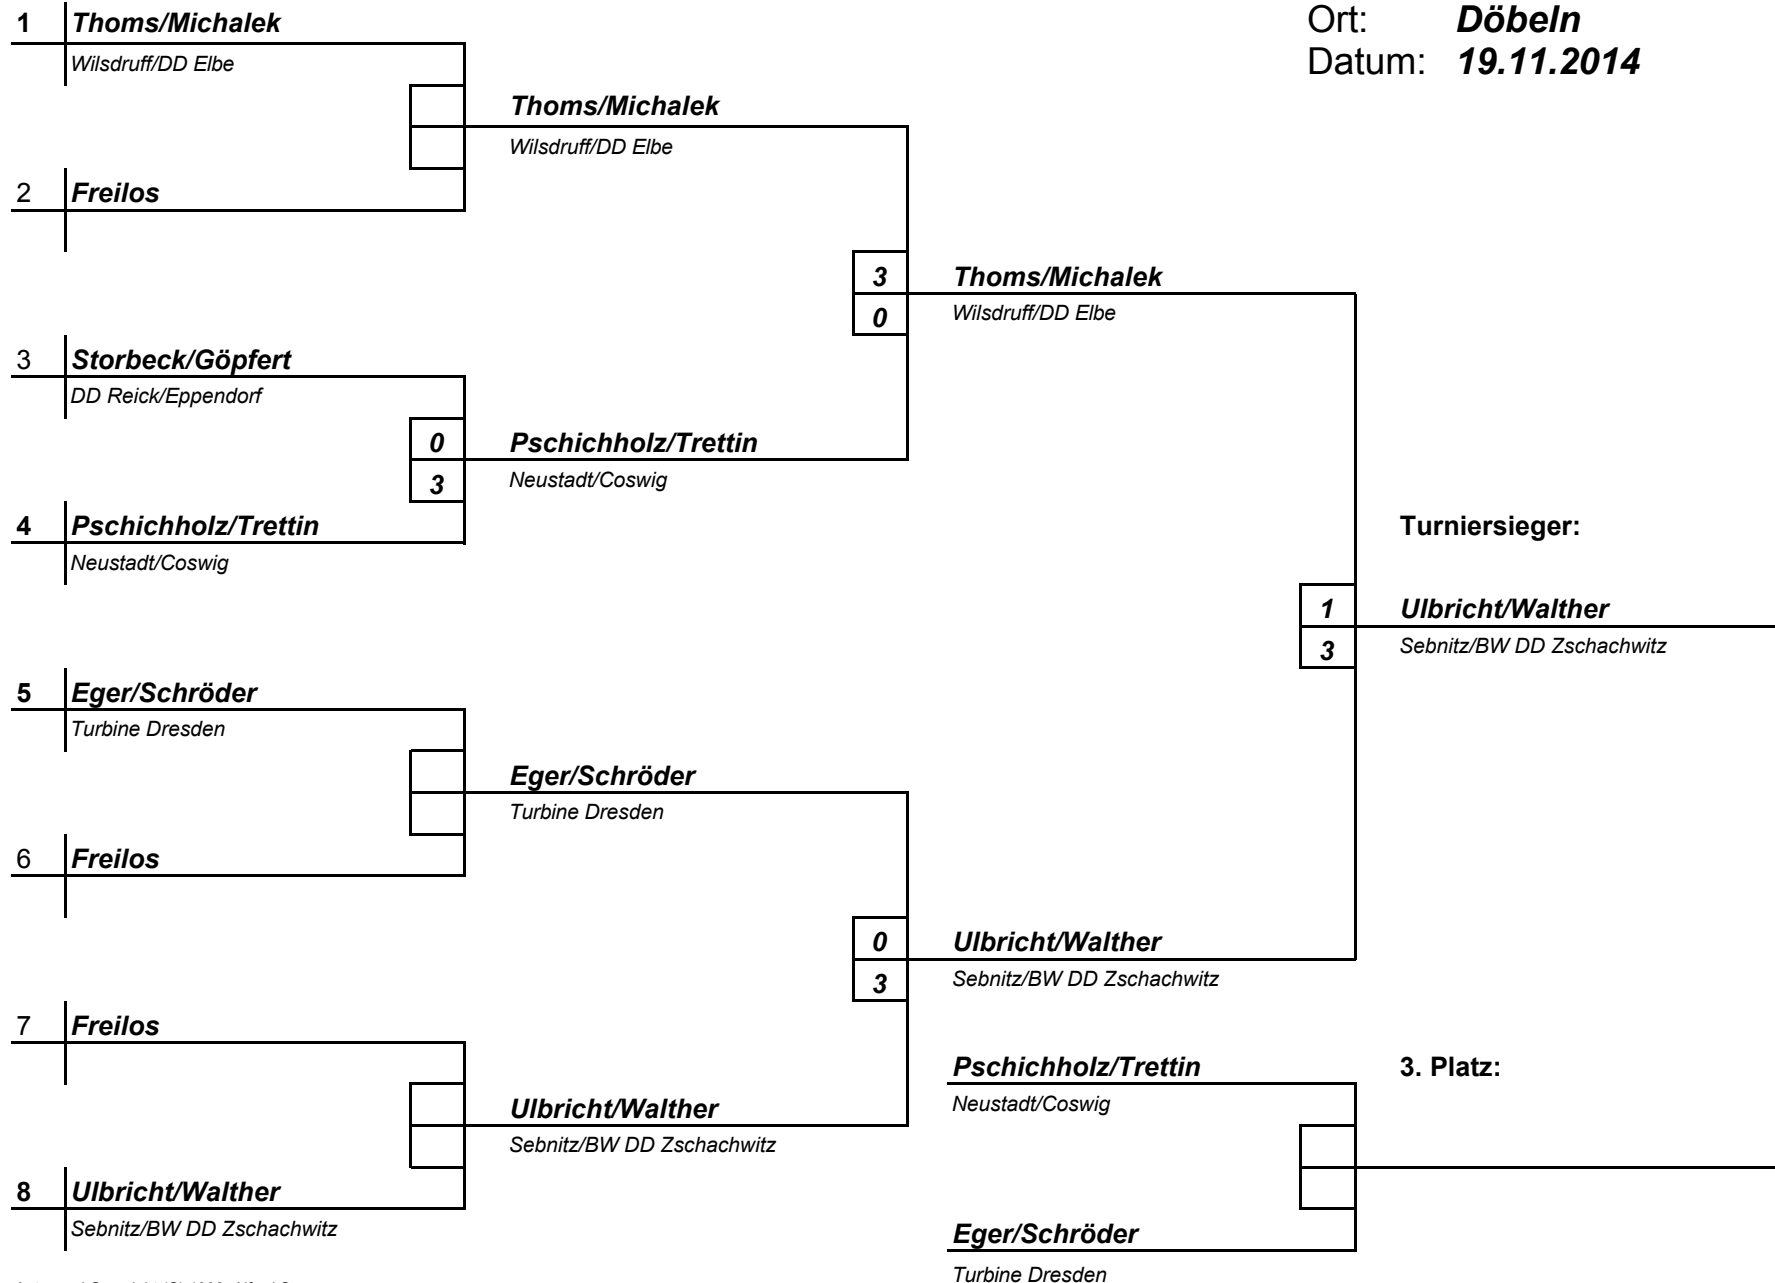 1 Thoms/Michalek
Wilsdruff/DD Elbe
Ort: Döbeln
Datum: 19.11.2014
Thoms/Michalek
Wilsdruff/DD Elbe
2 Freilos
3 Thoms/Michalek
0 Wilsdruff/DD Elbe
3 Storbeck/Göpfert
DD Reick/Eppendorf
0 Pschichholz/Trettin
3 Neustadt/Coswig
4 Pschichholz/Trettin
Neustadt/Coswig
Turniersieger:
1 Ulbricht/Walther
3 Sebnitz/BW DD Zschachwitz
5 Eger/Schröder
Turbine Dresden
Eger/Schröder
Turbine Dresden
6 Freilos
0 Ulbricht/Walther
3 Sebnitz/BW DD Zschachwitz
7 Freilos
Pschichholz/Trettin
Neustadt/Coswig
3. Platz:
Ulbricht/Walther
Sebnitz/BW DD Zschachwitz
8 Ulbricht/Walther
Sebnitz/BW DD Zschachwitz
Eger/Schröder
Turbine Dresden